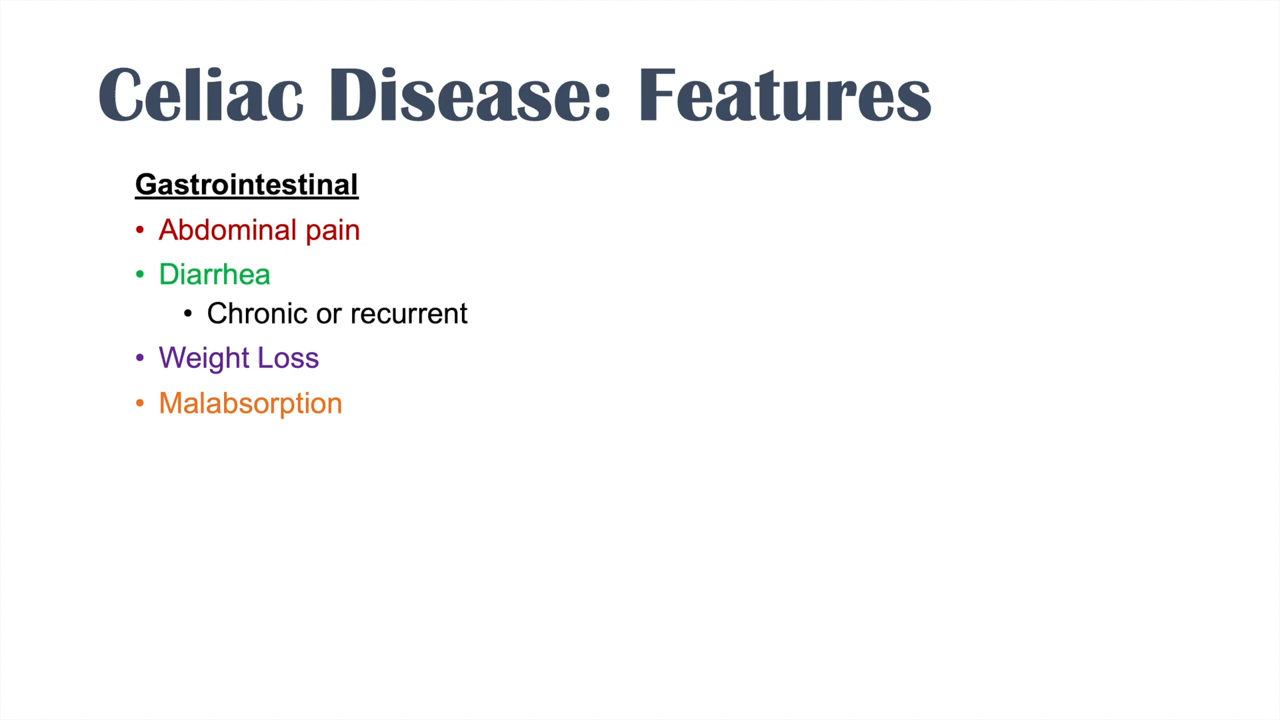 Celiac Disease: Features
Gastrointestinal
• Abdominal pain
• Diarrhea
• Chronic or recurrent
• Weight Loss
• Malabsorption